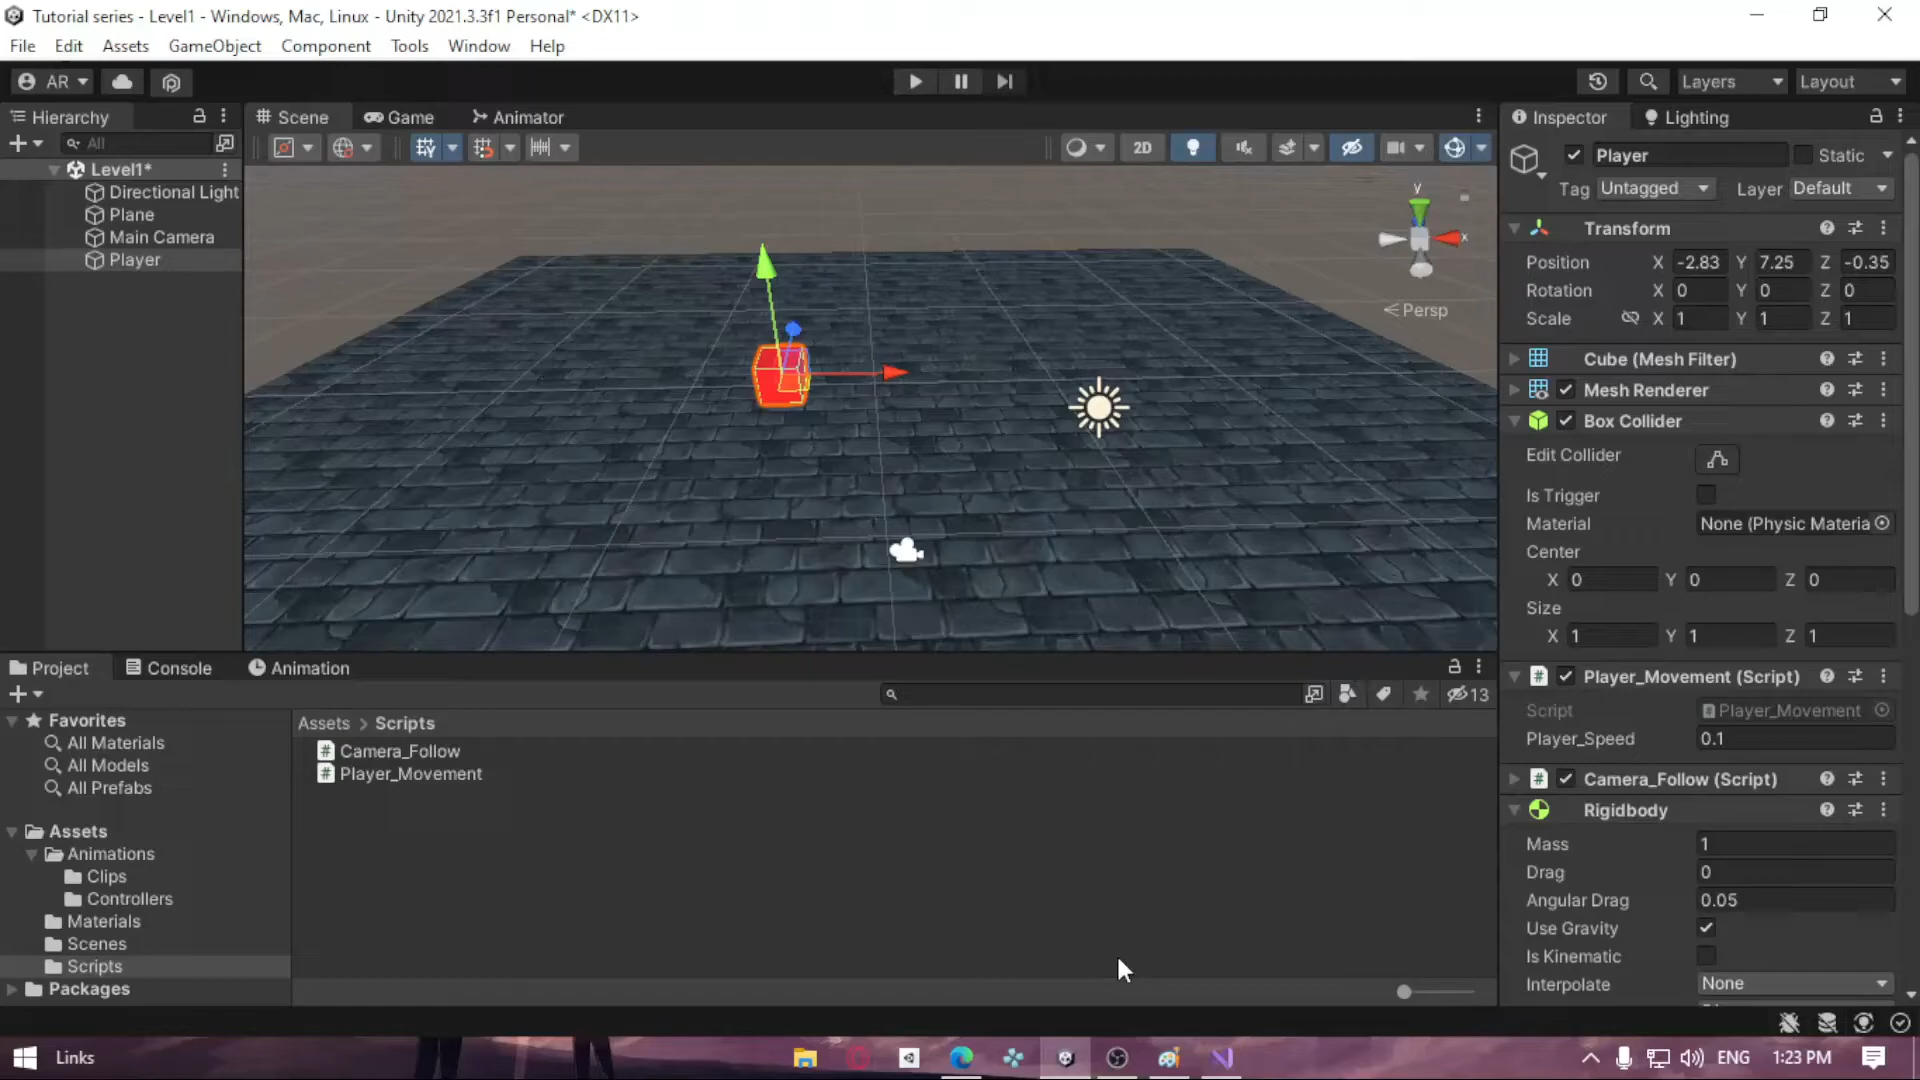 Tutorial series - Level1 - Windows, Mac, Linux - Unity 2021.3.3f1 Personal* <DX11>
File Edit Assets GameObject Component Tools Window Help
AR Layers Layout
Hierarchy
All
Level1*
Directional Light
Plane
Main Camera
Player
Scene Game Animator
2D
y
x
Persp
Inspector Lighting
Player Static
Tag Untagged Layer Default
Transform
Position X -2.83 Y 7.25 Z -0.35
Rotation X 0 Y 0 Z 0
Scale X 1 Y 1 Z 1
Cube (Mesh Filter)
Mesh Renderer
Box Collider
Edit Collider
Is Trigger
Material None (Physic Materia
Center
X 0 Y 0 Z 0
Size
X 1 Y 1 Z 1
Player_Movement (Script)
Script Player_Movement
Player_Speed 0.1
Camera_Follow (Script)
Rigidbody
Mass 1
Drag 0
Angular Drag 0.05
Use Gravity
Is Kinematic
Interpolate None
Project Console Animation
13
Favorites
All Materials
All Models
All Prefabs
Assets
Animations
Clips
Controllers
Materials
Scenes
Scripts
Packages
Assets > Scripts
Camera_Follow
Player_Movement
Links
ENG 1:23 PM